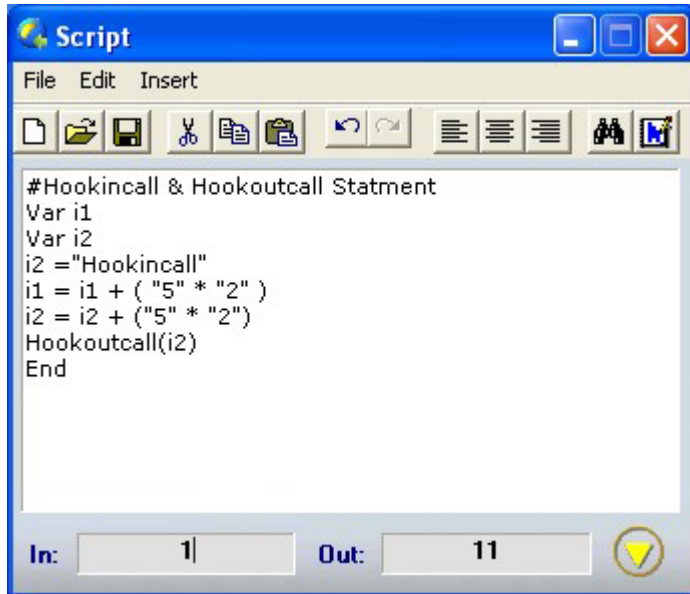 Script
File Edit Insert
#Hookincall & Hookoutcall Statment
Var i1
Var i2
i2 ="Hookincall"
i1 = i1 + ( "5" * "2" )
i2 = i2 + ("5" * "2")
Hookoutcall(i2)
End
In: 1 Out: 11